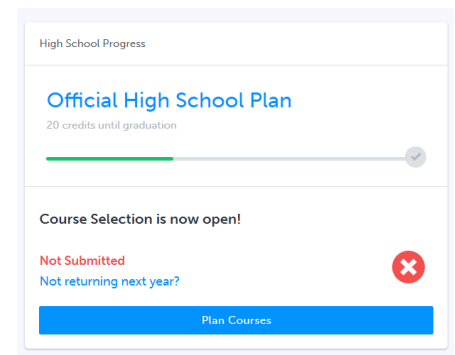 High School Progress
Official High School Plan
20 credits until graduation
Course Selection is now open!
Not Submitted
Not returning next year?
Plan Courses